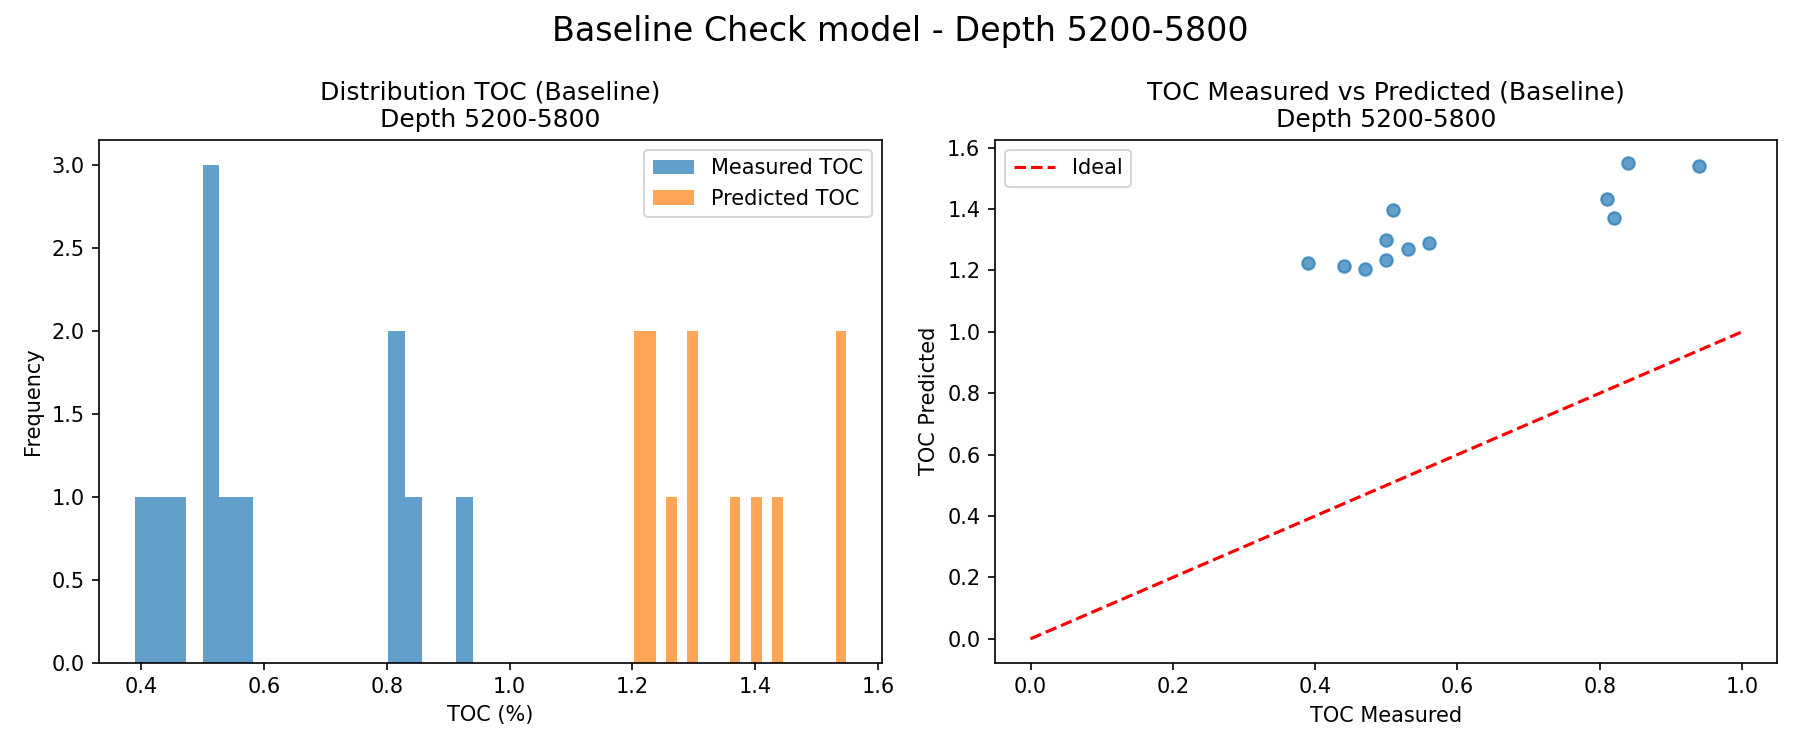 Baseline Check model - Depth 5200-5800
Distribution TOC (Baseline)
Depth 5200-5800
3.0
2.5
2.0
1.5
1.0
0.5
0.0
Frequency
0.4 0.6 0.8 1.0 1.2 1.4 1.6
TOC (%)
Measured TOC
Predicted TOC
TOC Measured vs Predicted (Baseline)
Depth 5200-5800
1.6
1.4
1.2
1.0
0.8
0.6
0.4
0.2
0.0
TOC Predicted
0.0 0.2 0.4 0.6 0.8 1.0
TOC Measured
Ideal